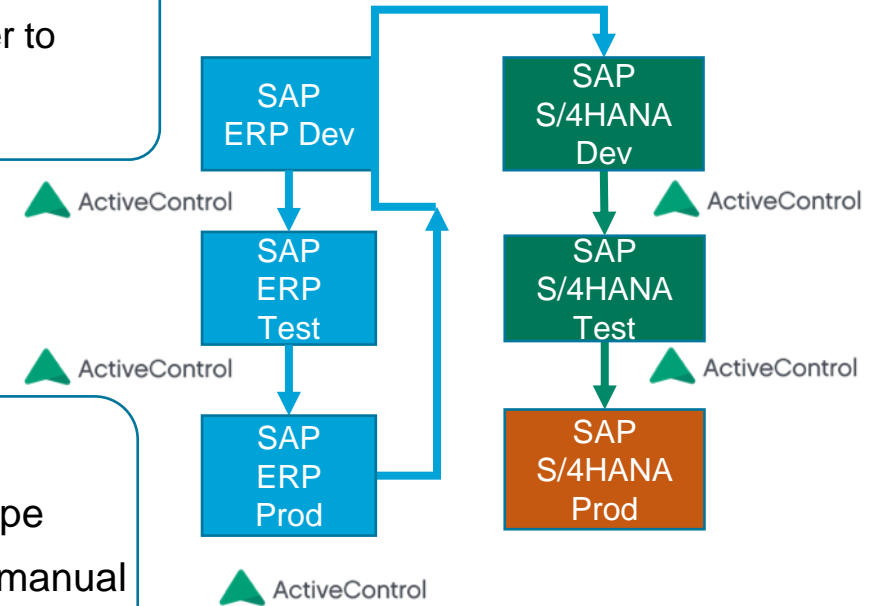 r to
SAP
ERP Dev
SAP
S/4HANA
Dev
ActiveControl
ActiveControl
SAP
ERP
Test
SAP
S/4HANA
Test
ActiveControl
ActiveControl
SAP
ERP
Prod
SAP
S/4HANA
Prod
pe
manual
ActiveControl